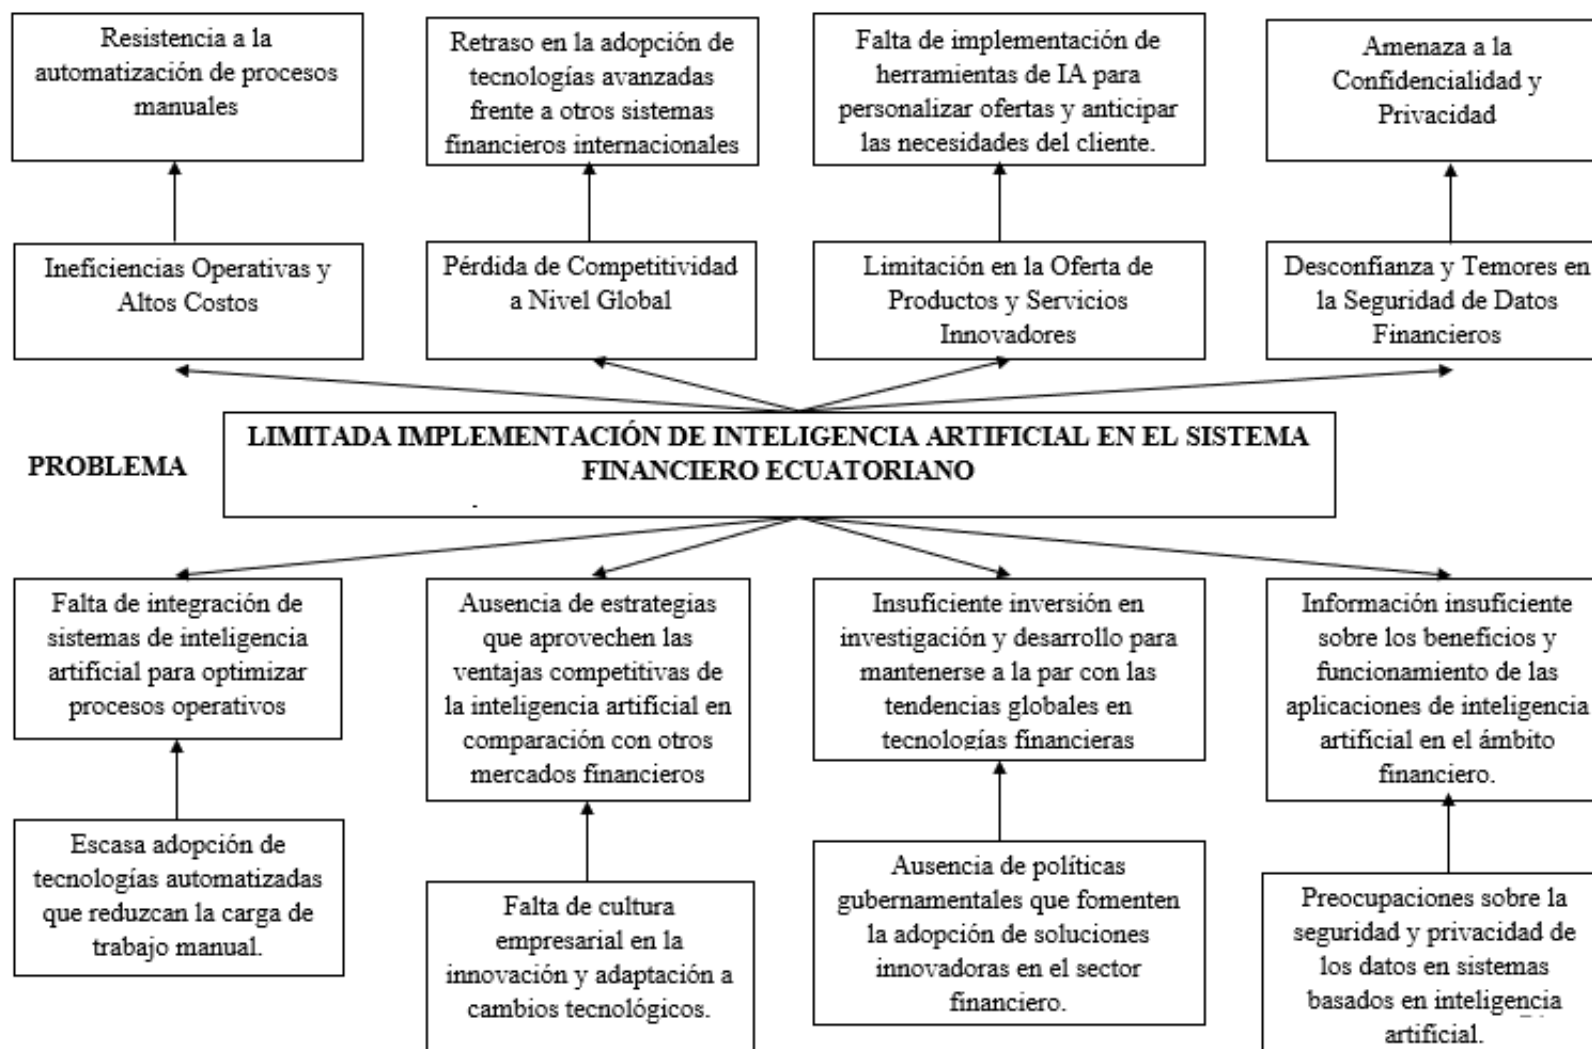 Resistencia a la
automatización de procesos
manuales
Retraso en la adopción de
tecnologías avanzadas
frente a otros sistemas
financieros internacionales
Falta de implementación de
herramientas de IA para
personalizar ofertas y anticipar
las necesidades del cliente.
Amenaza a la
Confidencialidad y
Privacidad
Ineficiencias Operativas y
Altos Costos
Pérdida de Competitividad
a Nivel Global
Limitación en la Oferta de
Productos y Servicios
Innovadores
Desconfianza y Temores en
la Seguridad de Datos
Financieros
PROBLEMA
LIMITADA IMPLEMENTACIÓN DE INTELIGENCIA ARTIFICIAL EN EL SISTEMA
FINANCIERO ECUATORIANO
Falta de integración de
sistemas de inteligencia
artificial para optimizar
procesos operativos
Ausencia de estrategias
que aprovechen las
ventajas competitivas de
la inteligencia artificial en
comparación con otros
mercados financieros
Insuficiente inversión en
investigación y desarrollo para
mantenerse a la par con las
tendencias globales en
tecnologías financieras
Información insuficiente
sobre los beneficios y
funcionamiento de las
aplicaciones de inteligencia
artificial en el ámbito
financiero.
Escasa adopción de
tecnologías automatizadas
que reduzcan la carga de
trabajo manual.
Falta de cultura
empresarial en la
innovación y adaptación a
cambios tecnológicos.
Ausencia de políticas
gubernamentales que fomenten
la adopción de soluciones
innovadoras en el sector
financiero.
Preocupaciones sobre la
seguridad y privacidad de
los datos en sistemas
basados en inteligencia
artificial.